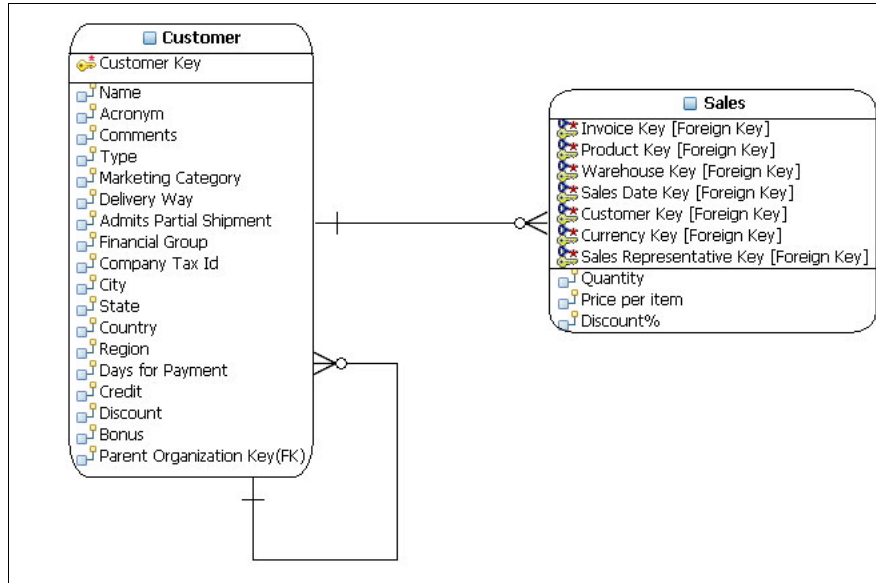 Customer
Customer Key
Name
Acronym
Comments
Type
Marketing Category
Delivery Way
Admits Partial Shipment
Financial Group
Company Tax Id
City
State
Country
Region
Days for Payment
Credit
Discount
Bonus
Parent Organization Key(FK)
Sales
Invoice Key [Foreign Key]
Product Key [Foreign Key]
Warehouse Key [Foreign Key]
Sales Date Key [Foreign Key]
Customer Key [Foreign Key]
Currency Key [Foreign Key]
Sales Representative Key [Foreign Key]
Quantity
Price per item
Discount%